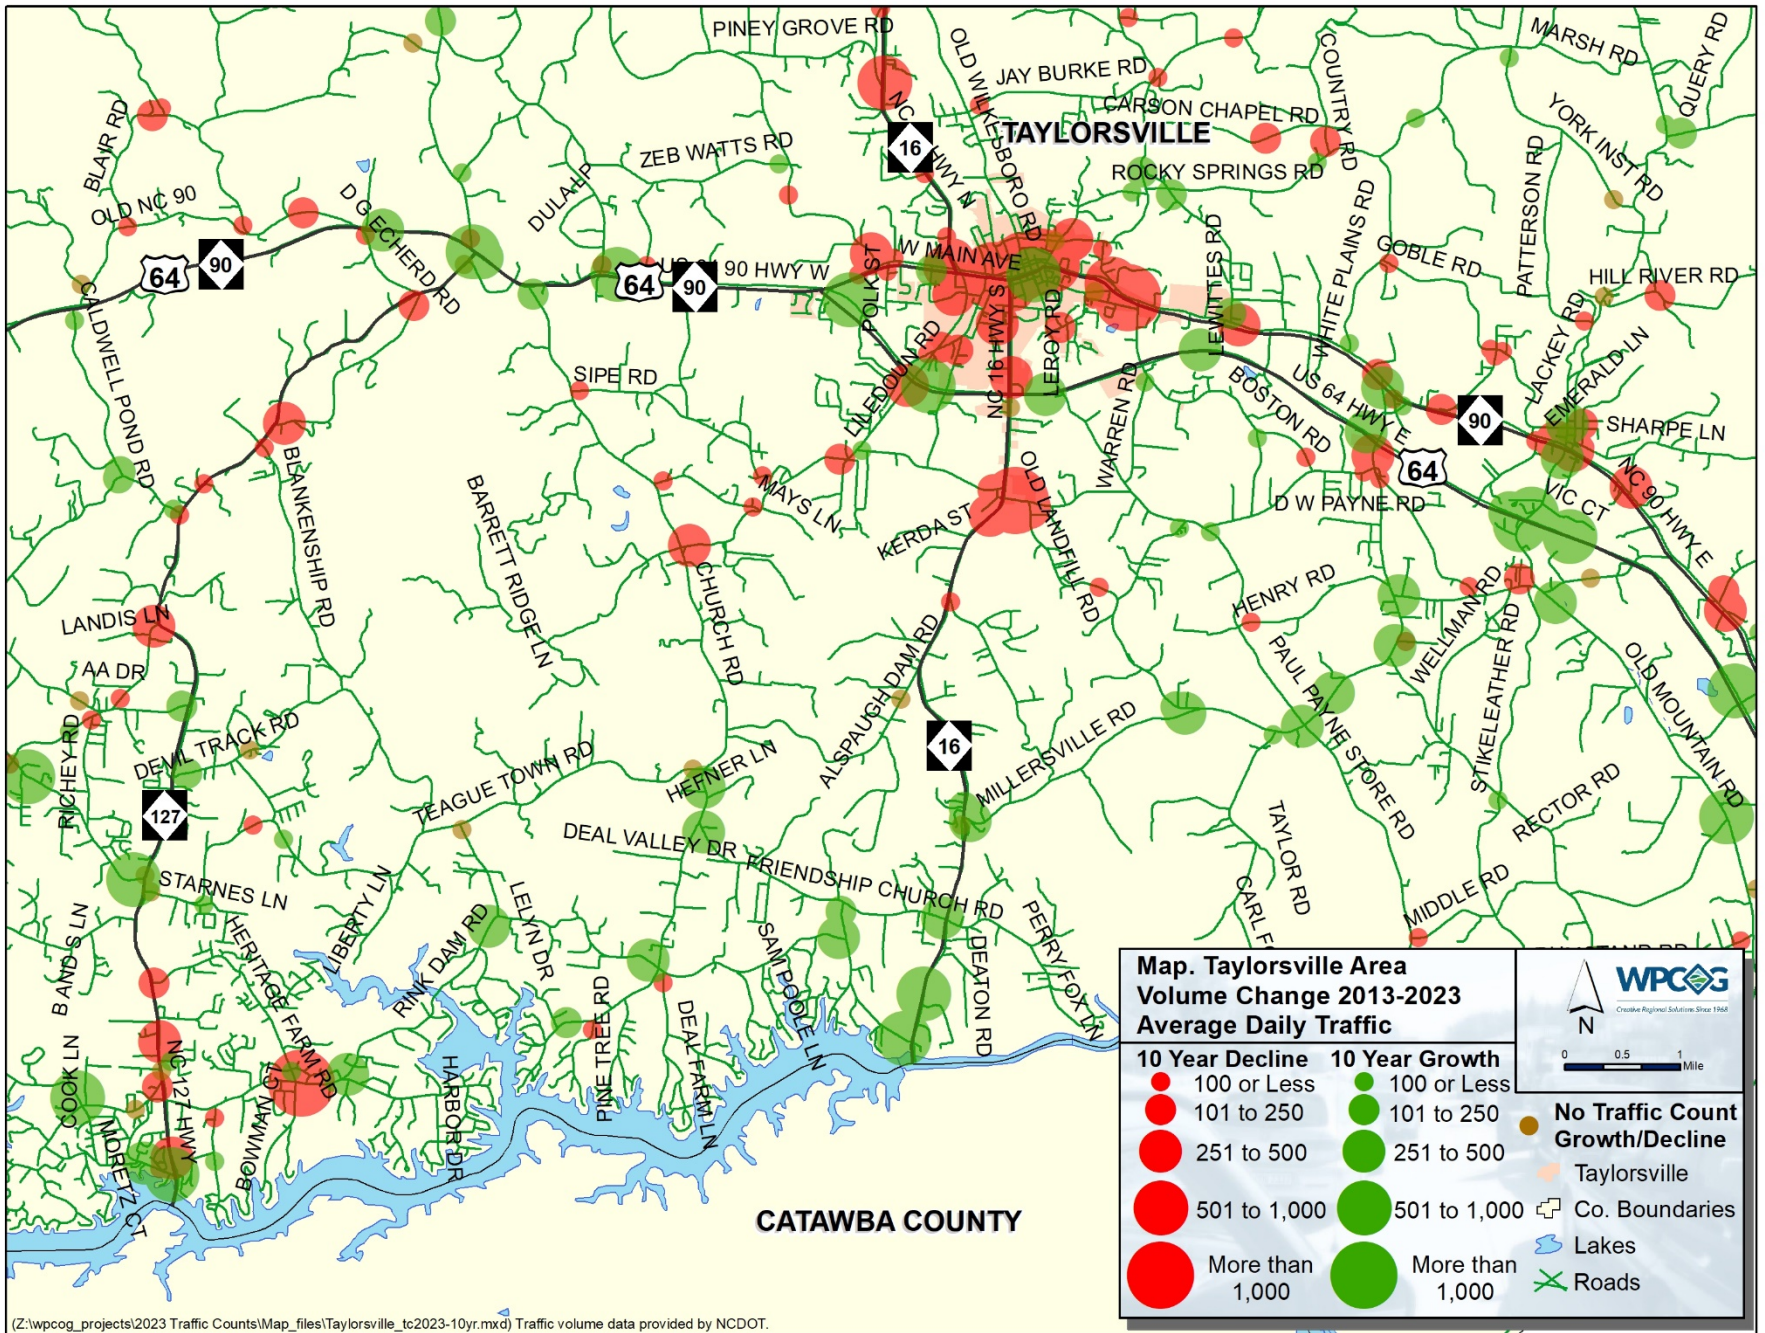 PINEY GROVE RD
OLD WILKESBORO RD
JAY BURKE RD
COUNTRY RD
MARSH RD
QUERY RD
BLAIR RD
NC 16 HWY N
16
CARSON CHAPEL RD
TAYLORSVILLE
YORK INST RD
ZEB WATTS RD
ROCKY SPRINGS RD
PATTERSON RD
OLD NC 90
D G ECHERD RD
DULA LP
WHITE PLAINS RD
LEWITTES RD
GOBLE RD
HILL RIVER RD
64
90
W MAIN AVE
POLK ST
64
90
90 HWY W
CALDWELL POND RD
NC 16 HWY S
LEROY RD
LACKEY RD
EMERALD LN
SIPE RD
LILEDOUN RD
WARREN RD
BOSTON RD
US 64 HWY E
90
SHARPE LN
64
BLANKENSHIP RD
BARRETT RIDGE LN
MAYS LN
KERDA ST
OLD LANDFILL RD
D W PAYNE RD
VIC CT
NC 90 HWY E
CHURCH RD
HENRY RD
WELLMAN RD
LANDIS LN
AA DR
ALSPAUGH DAM RD
PAUL PAYNE STORE RD
STIKELEATHER RD
OLD MOUNTAIN RD
RICHEY RD
DEVIL TRACK RD
TEAGUE TOWN RD
HEFNER LN
16
MILLERSVILLE RD
127
DEAL VALLEY DR
FRIENDSHIP CHURCH RD
TAYLOR RD
RECTOR RD
STARNES LN
LIBERTY LN
LELYN DR
RINK DAM RD
SAM POOLE LN
DEATON RD
PERRY FOX LN
MIDDLE RD
B AND S LN
HERITAGE FARM RD
COOK LN
NC 127 HWY
BOWMAN CT
HARBOR DR
PINE TREE RD
DEAL FARM LN
MORETZ CT
CATAWBA COUNTY
Map. Taylorsville Area
Volume Change 2013-2023
Average Daily Traffic
WPCOG
Creative Regional Solutions Since 1968
N
0 0.5 1
Mile
10 Year Decline 10 Year Growth
100 or Less 100 or Less
101 to 250 101 to 250
251 to 500 251 to 500
501 to 1,000 501 to 1,000
More than 1,000 More than 1,000
No Traffic Count
Growth/Decline
Taylorsville
Co. Boundaries
Lakes
Roads
(Z:\wpcog_projects\2023 Traffic Counts\Map_files\Taylorsville_tc2023-10yr.mxd) Traffic volume data provided by NCDOT.